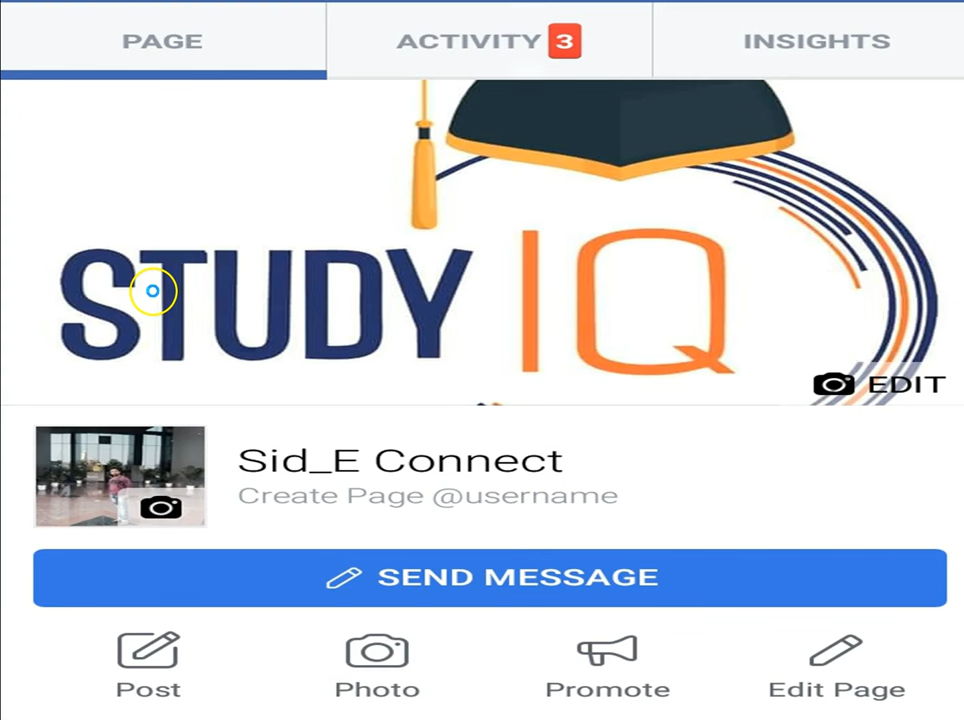 PAGE
ACTIVITY 3
INSIGHTS
STUDY IQ
EDIT
Sid_E Connect
Create Page @username
SEND MESSAGE
Post
Photo
Promote
Edit Page